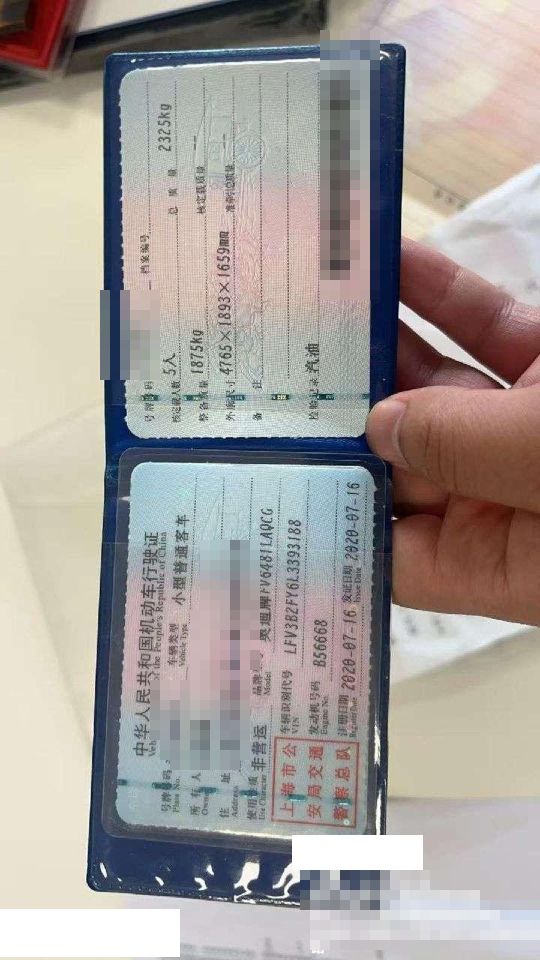 中华人民共和国机动车行驶证
of the People's Republic of China
号牌号码
Plate No.
车辆类型 小型普通客车
Vehicle Type
所有人
Owner
住址
Address
使用性质 非营运
Use Character
品牌
Model
奥迪牌FV6481LAQCG
车辆识别代号 LFV3B2FY6L3393188
VIN
发动机号码 B56668
Engine No.
注册日期 2020-07-16
Register Date
发证日期 2020-07-16
Issue Date
上海市公
安局交通
警察总队
号牌号码
档案编号
核定载人数 5人
总质量 2325kg
整备质量 1875kg
核定载质量 --
外廓尺寸 4765×1893×1659mm
准牵引总质量 --
备注
检验记录 汽油